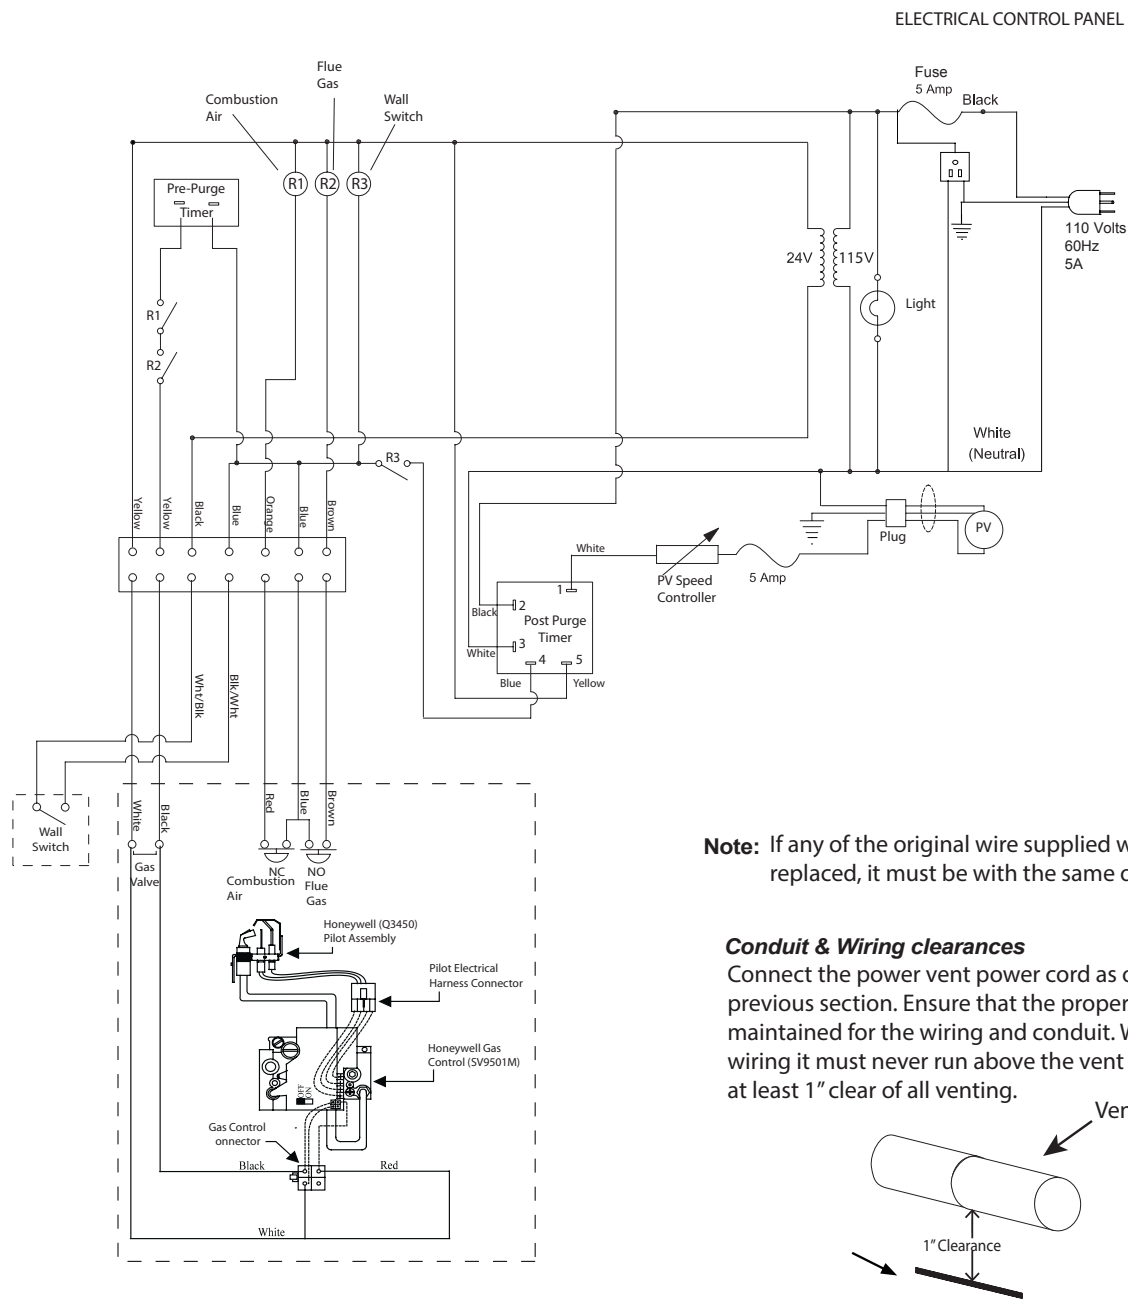 ELECTRICAL CONTROL PANEL
Flue
Gas
Combustion
Air
Wall
Switch
Fuse
5 Amp
Black
Pre-Purge
Timer
R1
R2
R3
110 Volts
60Hz
5A
24V
115V
Light
R1
R2
R3
White
(Neutral)
Yellow
Yellow
Black
Blue
Orange
Blue
Brown
Plug
PV
White
PV Speed
Controller
5 Amp
1
Black
2
Post Purge
Timer
3
White
4
5
Blue
Yellow
Wht/Blk
Blk/Wht
Wall
Switch
White
Black
Red
Blue
Brown
Gas
Valve
NC
NO
Combustion
Air
Flue
Gas
Note: If any of the original wire supplied w
replaced, it must be with the same
Honeywell (Q3450)
Pilot Assembly
Pilot Electrical
Harness Connector
Honeywell Gas
Control (SV9501M)
OFF
ON
Gas Control
onnector
Black
Red
White
Conduit & Wiring clearances
Connect the power vent power cord as
previous section. Ensure that the proper
maintained for the wiring and conduit. W
wiring it must never run above the vent
at least 1" clear of all venting.
Ven
1" Clearance